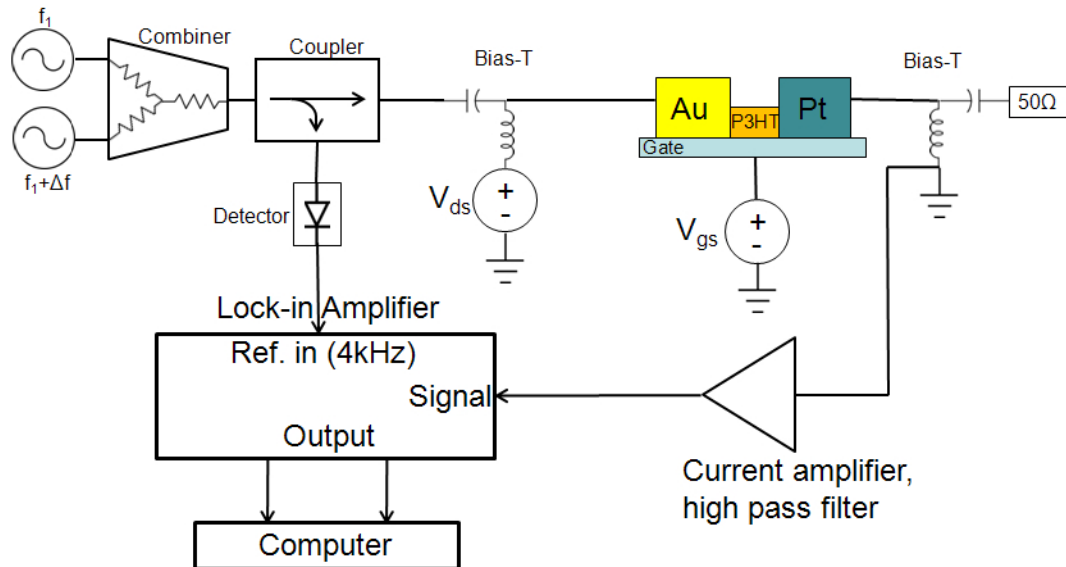 f1
Combiner
Coupler
Bias-T
Bias-T
Au
P3HT
Pt
50Ω
Gate
f1+Δf
Detector
Vds
+
-
Vgs
+
-
Lock-in Amplifier
Ref. in (4kHz)
Signal
Output
Current amplifier,
high pass filter
Computer